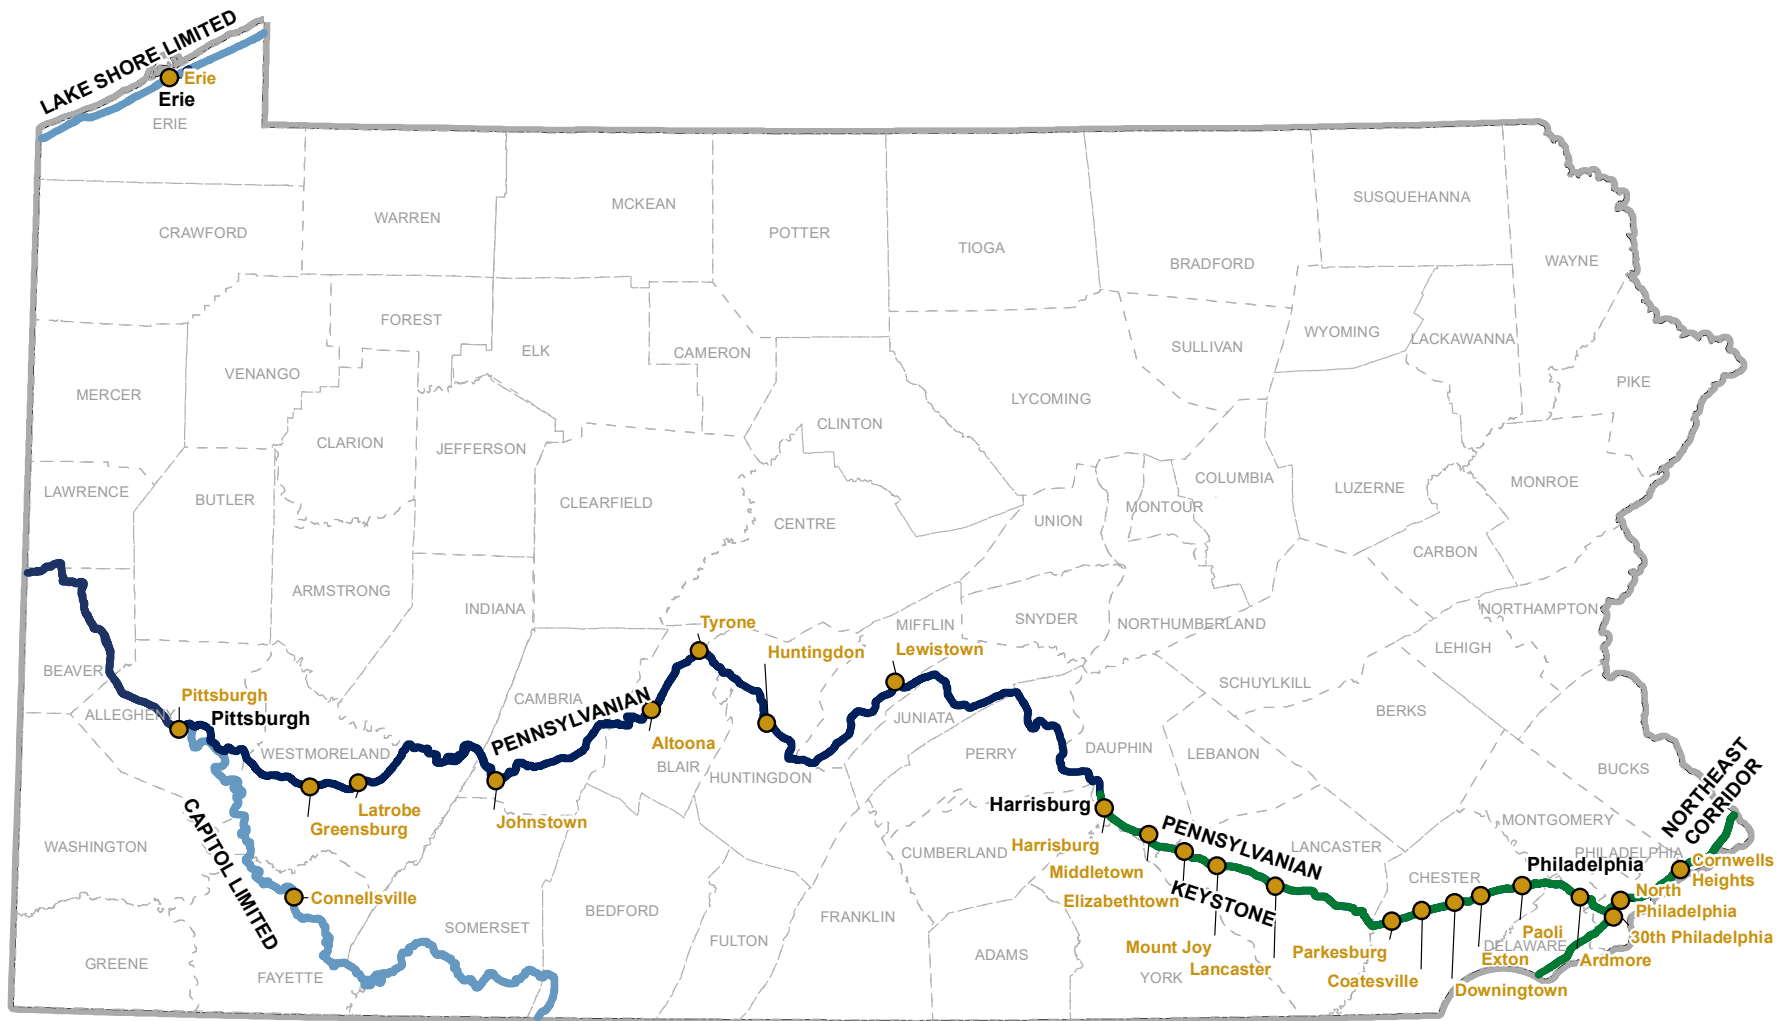 LAKE SHORE LIMITED
Erie
Erie
ERIE
SUSQUEHANNA
MCKEAN
WARREN
CRAWFORD
POTTER
TIOGA
BRADFORD
WAYNE
FOREST
WYOMING
LACKAWANNA
ELK
CAMERON
SULLIVAN
VENANGO
PIKE
MERCER
LYCOMING
CLINTON
CLARION
JEFFERSON
COLUMBIA
LUZERNE
MONROE
LAWRENCE
BUTLER
CLEARFIELD
MONTOUR
CENTRE
UNION
CARBON
ARMSTRONG
INDIANA
NORTHAMPTON
SNYDER
NORTHUMBERLAND
MIFFLIN
Tyrone
Huntingdon
Lewistown
LEHIGH
BEAVER
SCHUYLKILL
Pittsburgh
CAMBRIA
ALLEGHENY
Pittsburgh
PENNSYLVANIAN
JUNIATA
BERKS
Altoona
WESTMORELAND
PERRY
DAUPHIN
LEBANON
BLAIR
HUNTINGDON
BUCKS
NORTHEAST
CORRIDOR
Latrobe
Greensburg
Johnstown
Harrisburg
Harrisburg
PENNSYLVANIAN
MONTGOMERY
CAPITOL LIMITED
WASHINGTON
CUMBERLAND
Middletown
LANCASTER
PHILADELPHIA
Philadelphia
Cornwells
Heights
CHESTER
KEYSTONE
Elizabethtown
Connellsville
North
Philadelphia
BEDFORD
FRANKLIN
SOMERSET
FULTON
Mount Joy
Lancaster
Parkesburg
Paoli
30th Philadelphia
DELAWARE
Exton
Ardmore
ADAMS
GREENE
FAYETTE
YORK
Coatesville
Downingtown